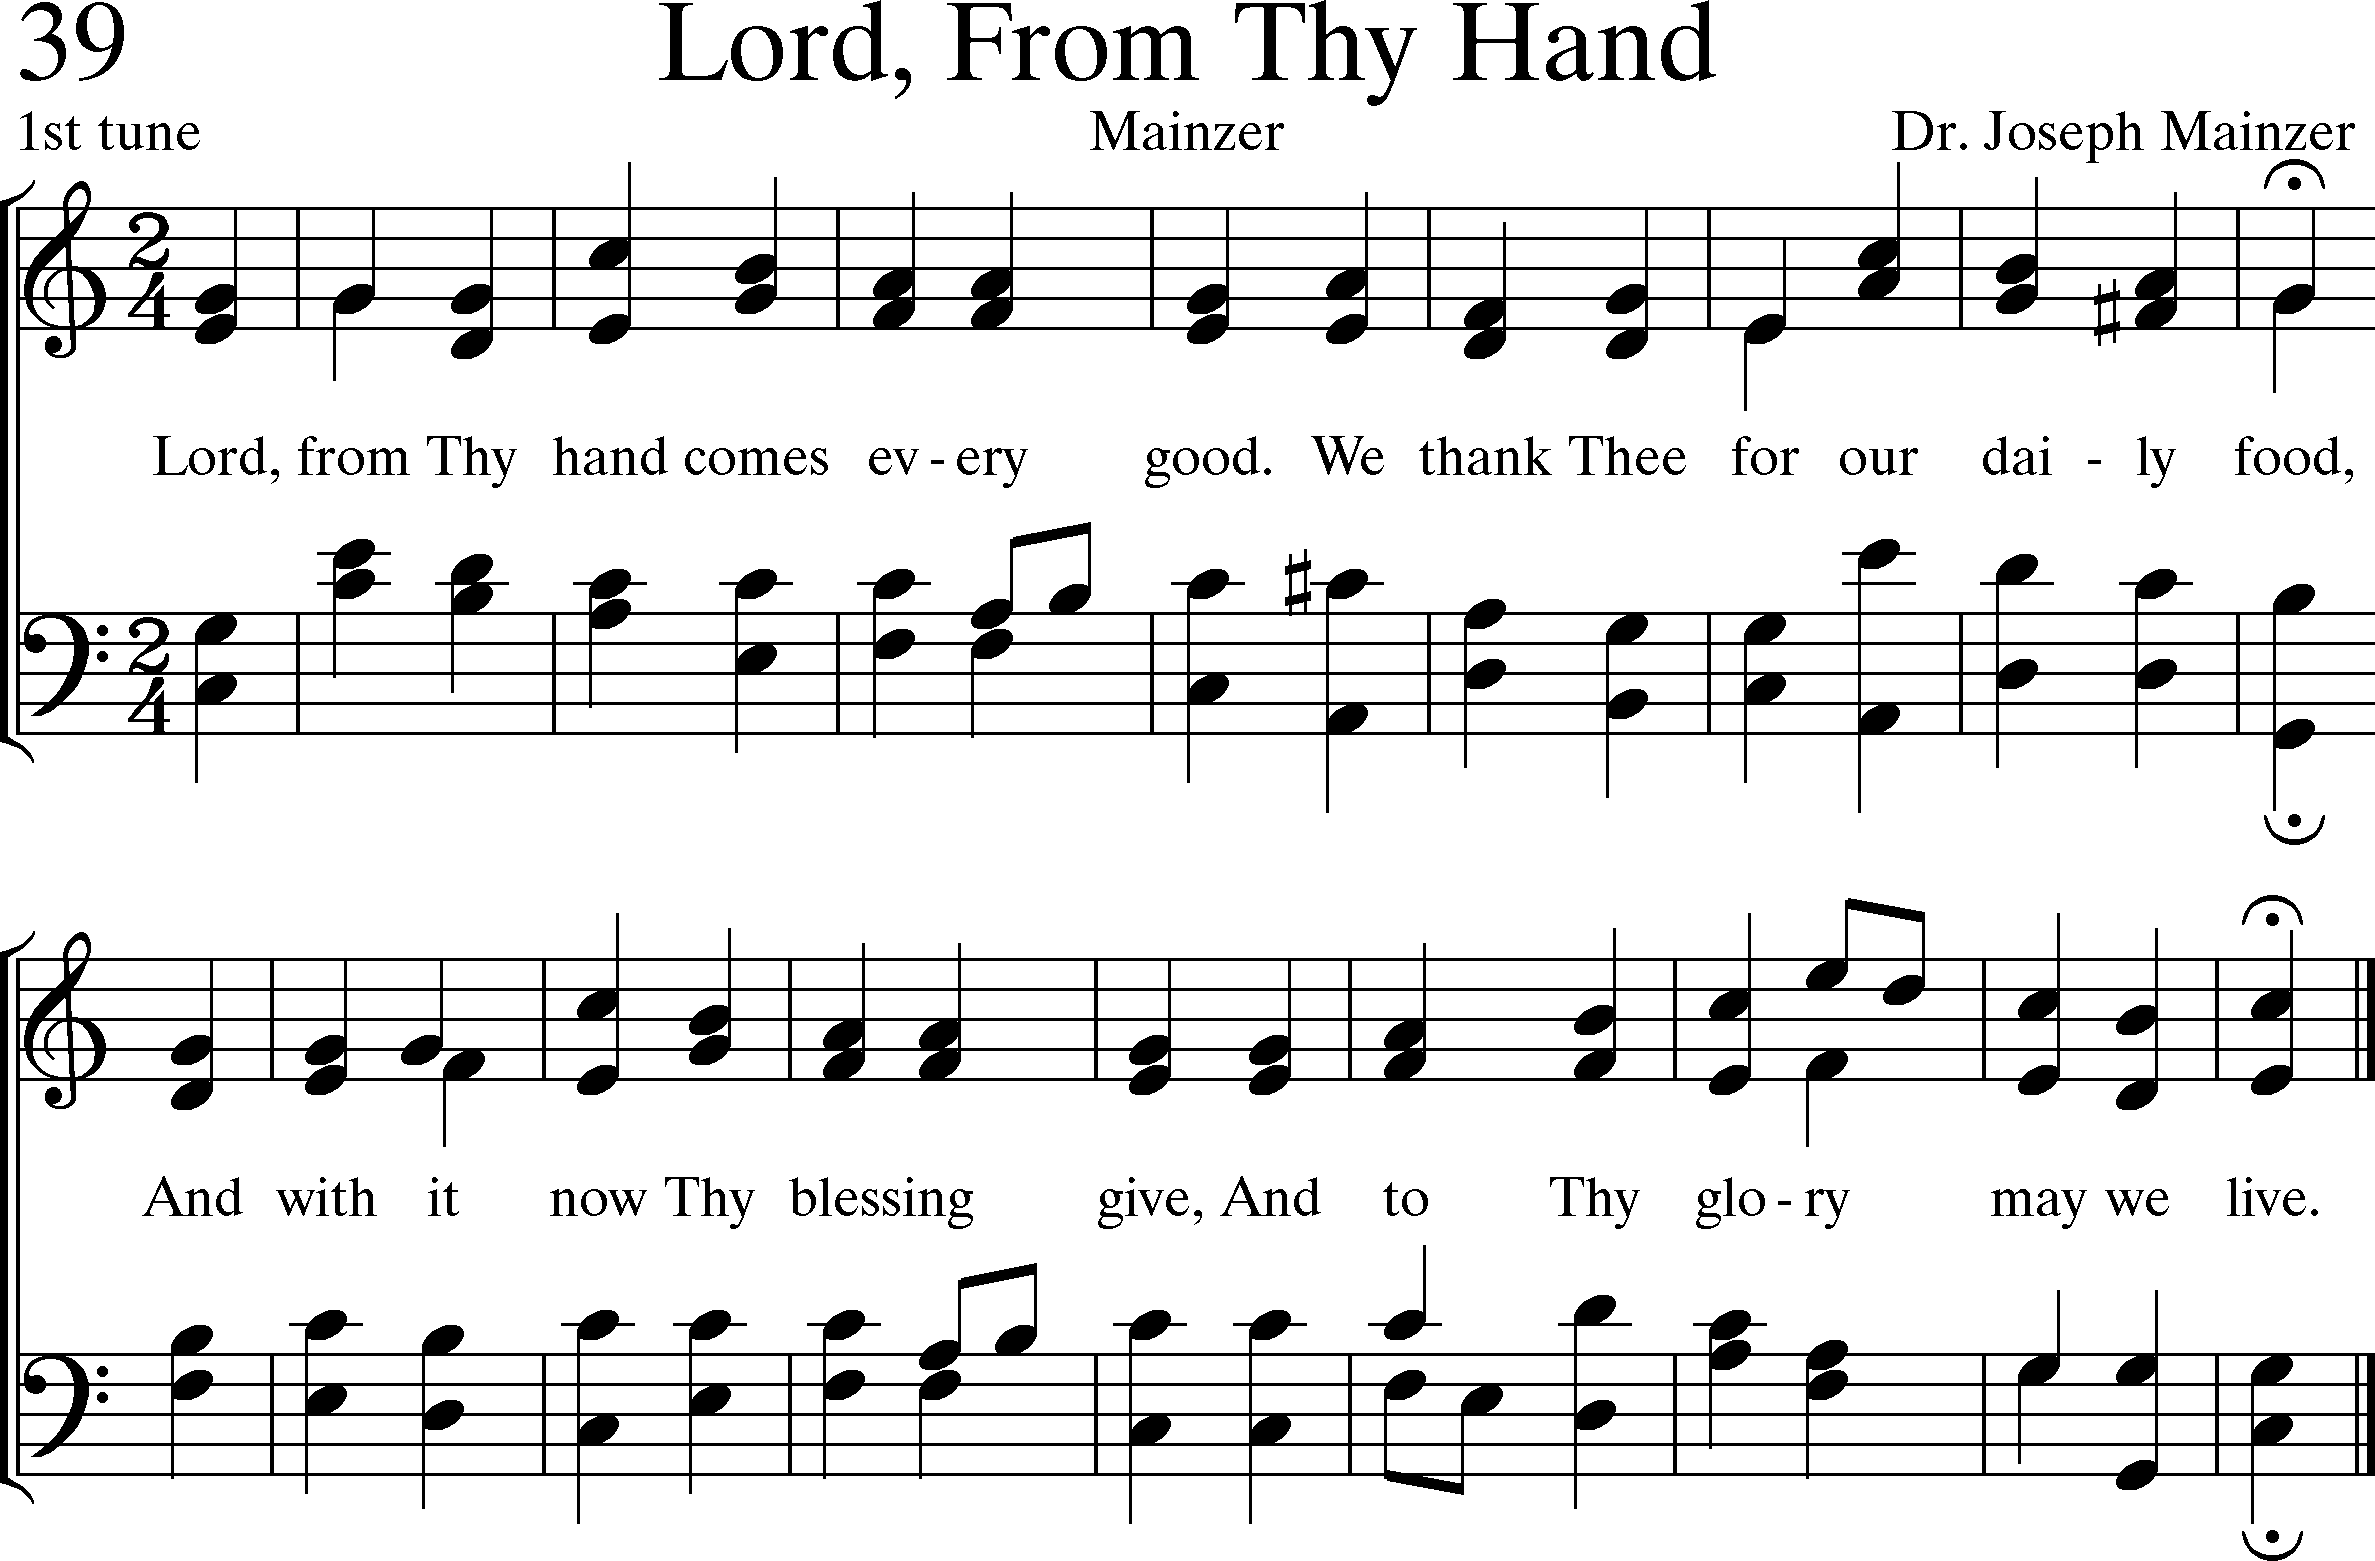 39 Lord, From Thy Hand
1st tune Mainzer Dr. Joseph Mainzer
2
4
Lord, from Thy hand comes ev - ery good. We thank Thee for our dai - ly food,
2
4
And with it now Thy blessing give, And to Thy glo - ry may we live.